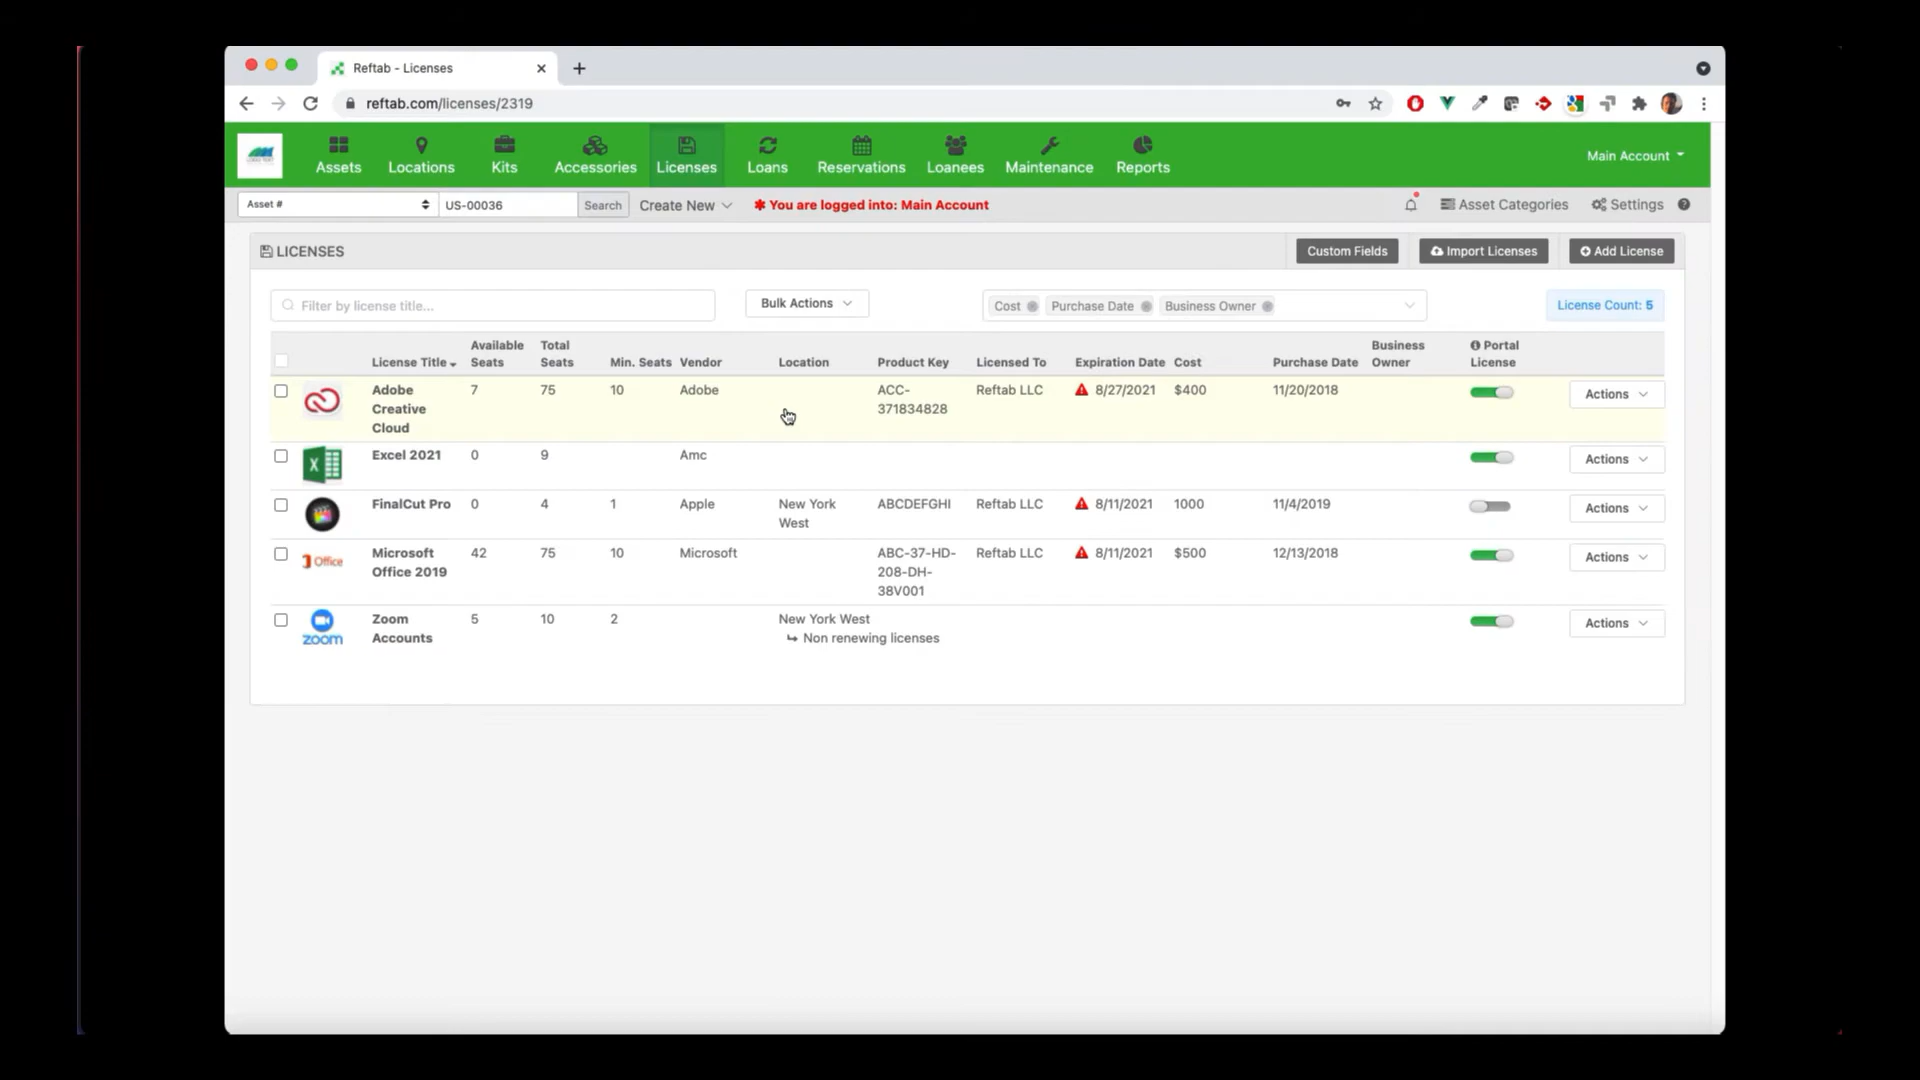 Reftab - Licenses
reftab.com/licenses/2319
Assets Locations Kits Accessories Licenses Loans Reservations Loanees Maintenance Reports Main Account
Asset # US-00036 Search Create New ✱ You are logged into: Main Account Asset Categories Settings
LICENSES Custom Fields Import Licenses Add License
Filter by license title... Bulk Actions Cost Purchase Date Business Owner License Count: 5
License Title Available Seats Total Seats Min. Seats Vendor Location Product Key Licensed To Expiration Date Cost Purchase Date Business Owner Portal License
Adobe 7 75 10 Adobe ACC- Reftab LLC 8/27/2021 $400 11/20/2018 Actions
Creative 371834828
Cloud
Excel 2021 0 9 Amc Actions
FinalCut Pro 0 4 1 Apple New York ABCDEFGHI Reftab LLC 8/11/2021 1000 11/4/2019 Actions
West
Office
Microsoft 42 75 10 Microsoft ABC-37-HD- Reftab LLC 8/11/2021 $500 12/13/2018 Actions
Office 2019 208-DH-
38V001
zoom
Zoom 5 10 2 New York West Actions
Accounts ↳ Non renewing licenses